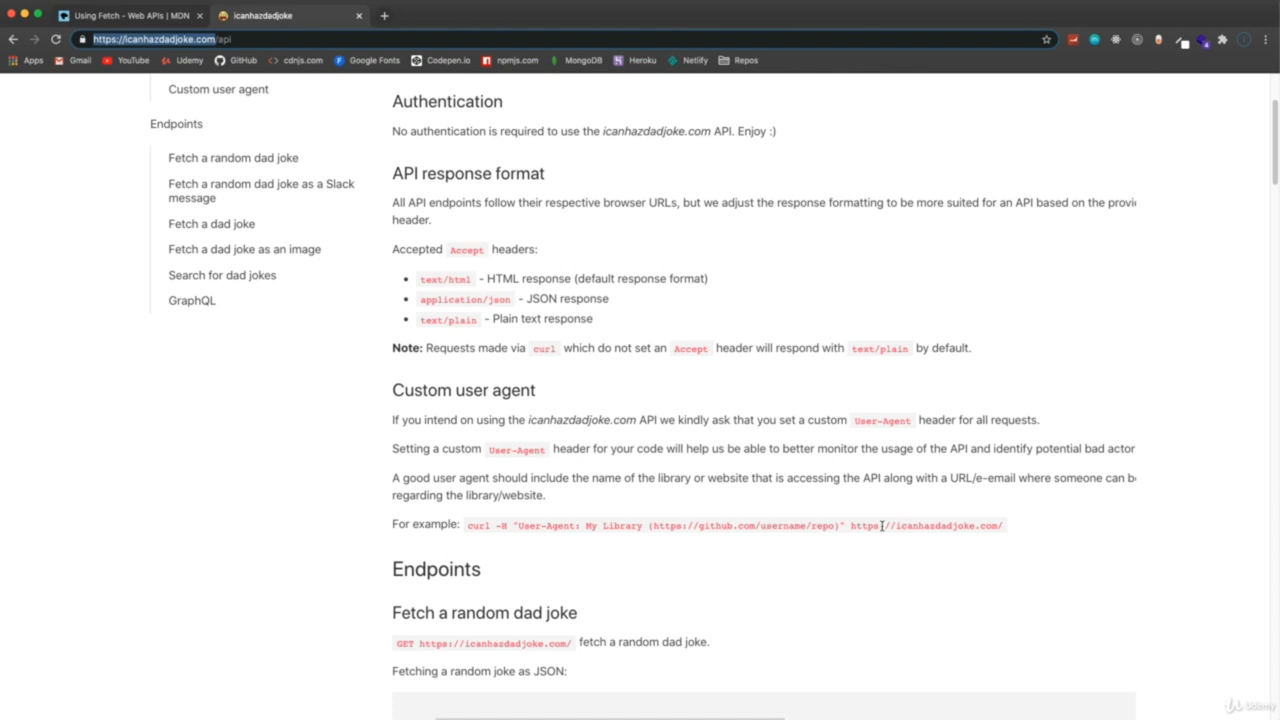 Using Fetch - Web APIs | MDN
icanhazdadjoke
https://icanhazdadjoke.com/api
Apps Gmail YouTube Udemy GitHub cdnjs.com Google Fonts Codepen.io npmjs.com MongoDB Heroku Netlify Repos
Custom user agent
Endpoints
Fetch a random dad joke
Fetch a random dad joke as a Slack
message
Fetch a dad joke
Fetch a dad joke as an image
Search for dad jokes
GraphQL
Authentication
No authentication is required to use the icanhazdadjoke.com API. Enjoy :)
API response format
All API endpoints follow their respective browser URLs, but we adjust the response formatting to be more suited for an API based on the provi
header.
Accepted Accept headers:
• text/html - HTML response (default response format)
• application/json - JSON response
• text/plain - Plain text response
Note: Requests made via curl which do not set an Accept header will respond with text/plain by default.
Custom user agent
If you intend on using the icanhazdadjoke.com API we kindly ask that you set a custom User-Agent header for all requests.
Setting a custom User-Agent header for your code will help us be able to better monitor the usage of the API and identify potential bad actor
A good user agent should include the name of the library or website that is accessing the API along with a URL/e-mail where someone can b
regarding the library/website.
For example: curl -H "User-Agent: My Library (https://github.com/username/repo)" https://icanhazdadjoke.com/
Endpoints
Fetch a random dad joke
GET https://icanhazdadjoke.com/ fetch a random dad joke.
Fetching a random joke as JSON:
Udemy